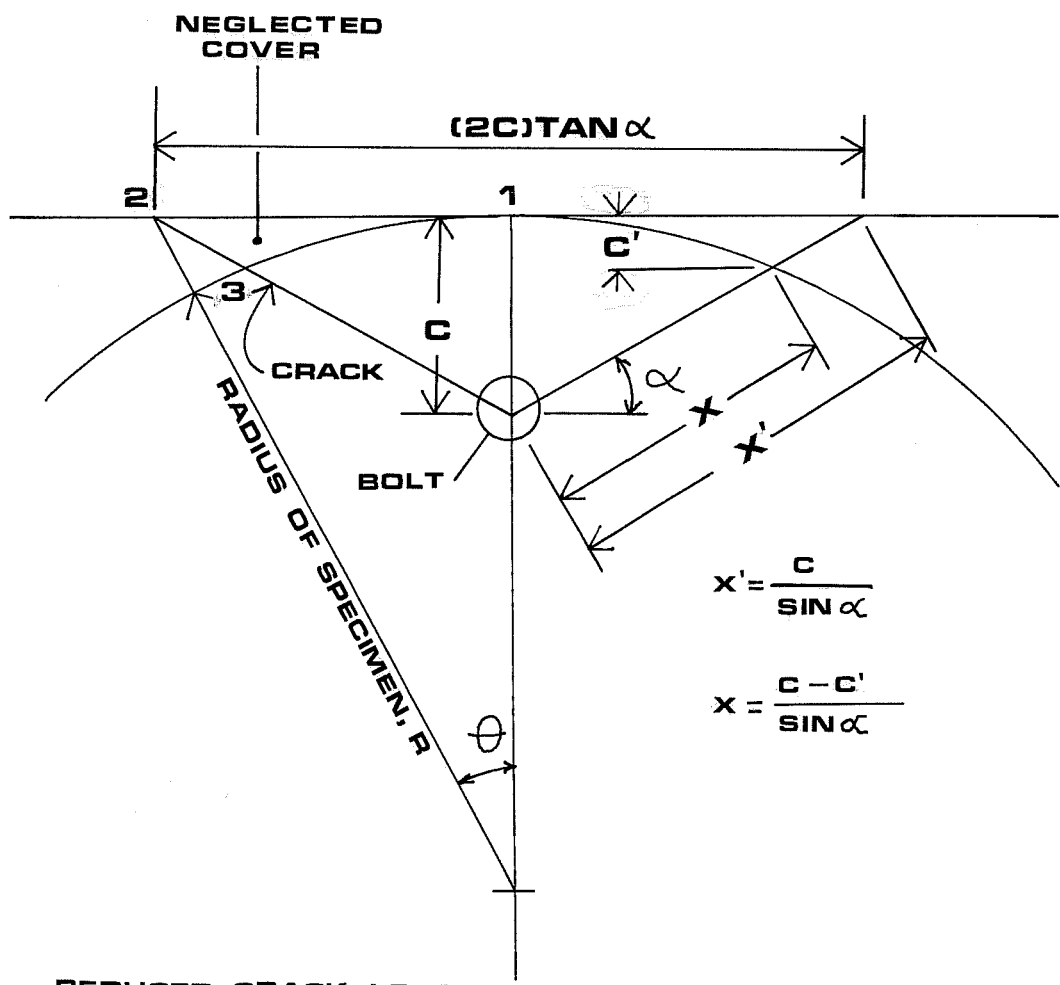 NEGLECTED
COVER
(2C)TAN α
2
1
C'
3
C
CRACK
α
X
X'
BOLT
RADIUS OF SPECIMEN, R
X' = C / SIN α
X = C - C' / SIN α
θ